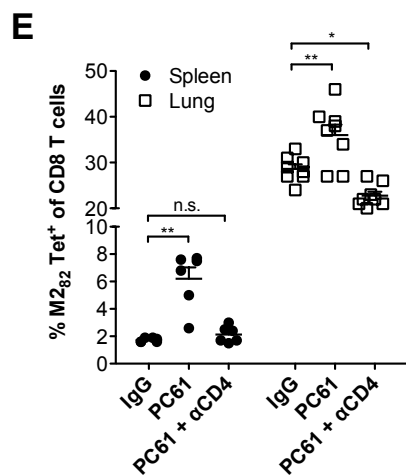 E
% M2₈₂ Tet⁺ of CD8 T cells
● Spleen
□ Lung
50
40
30
20
10
8
6
4
2
0
n.s.
**
*
**
IgG
PC61
PC61 + αCD4
IgG
PC61
PC61 + αCD4